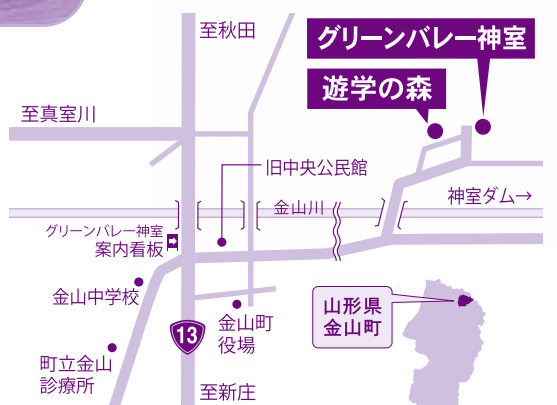 至秋田
グリーンバレー神室
遊学の森
至真室川
旧中央公民館
神室ダム→
金山川
グリーンバレー神室
案内看板
金山中学校
山形県
金山町
金山町
役場
13
町立金山
診療所
至新庄